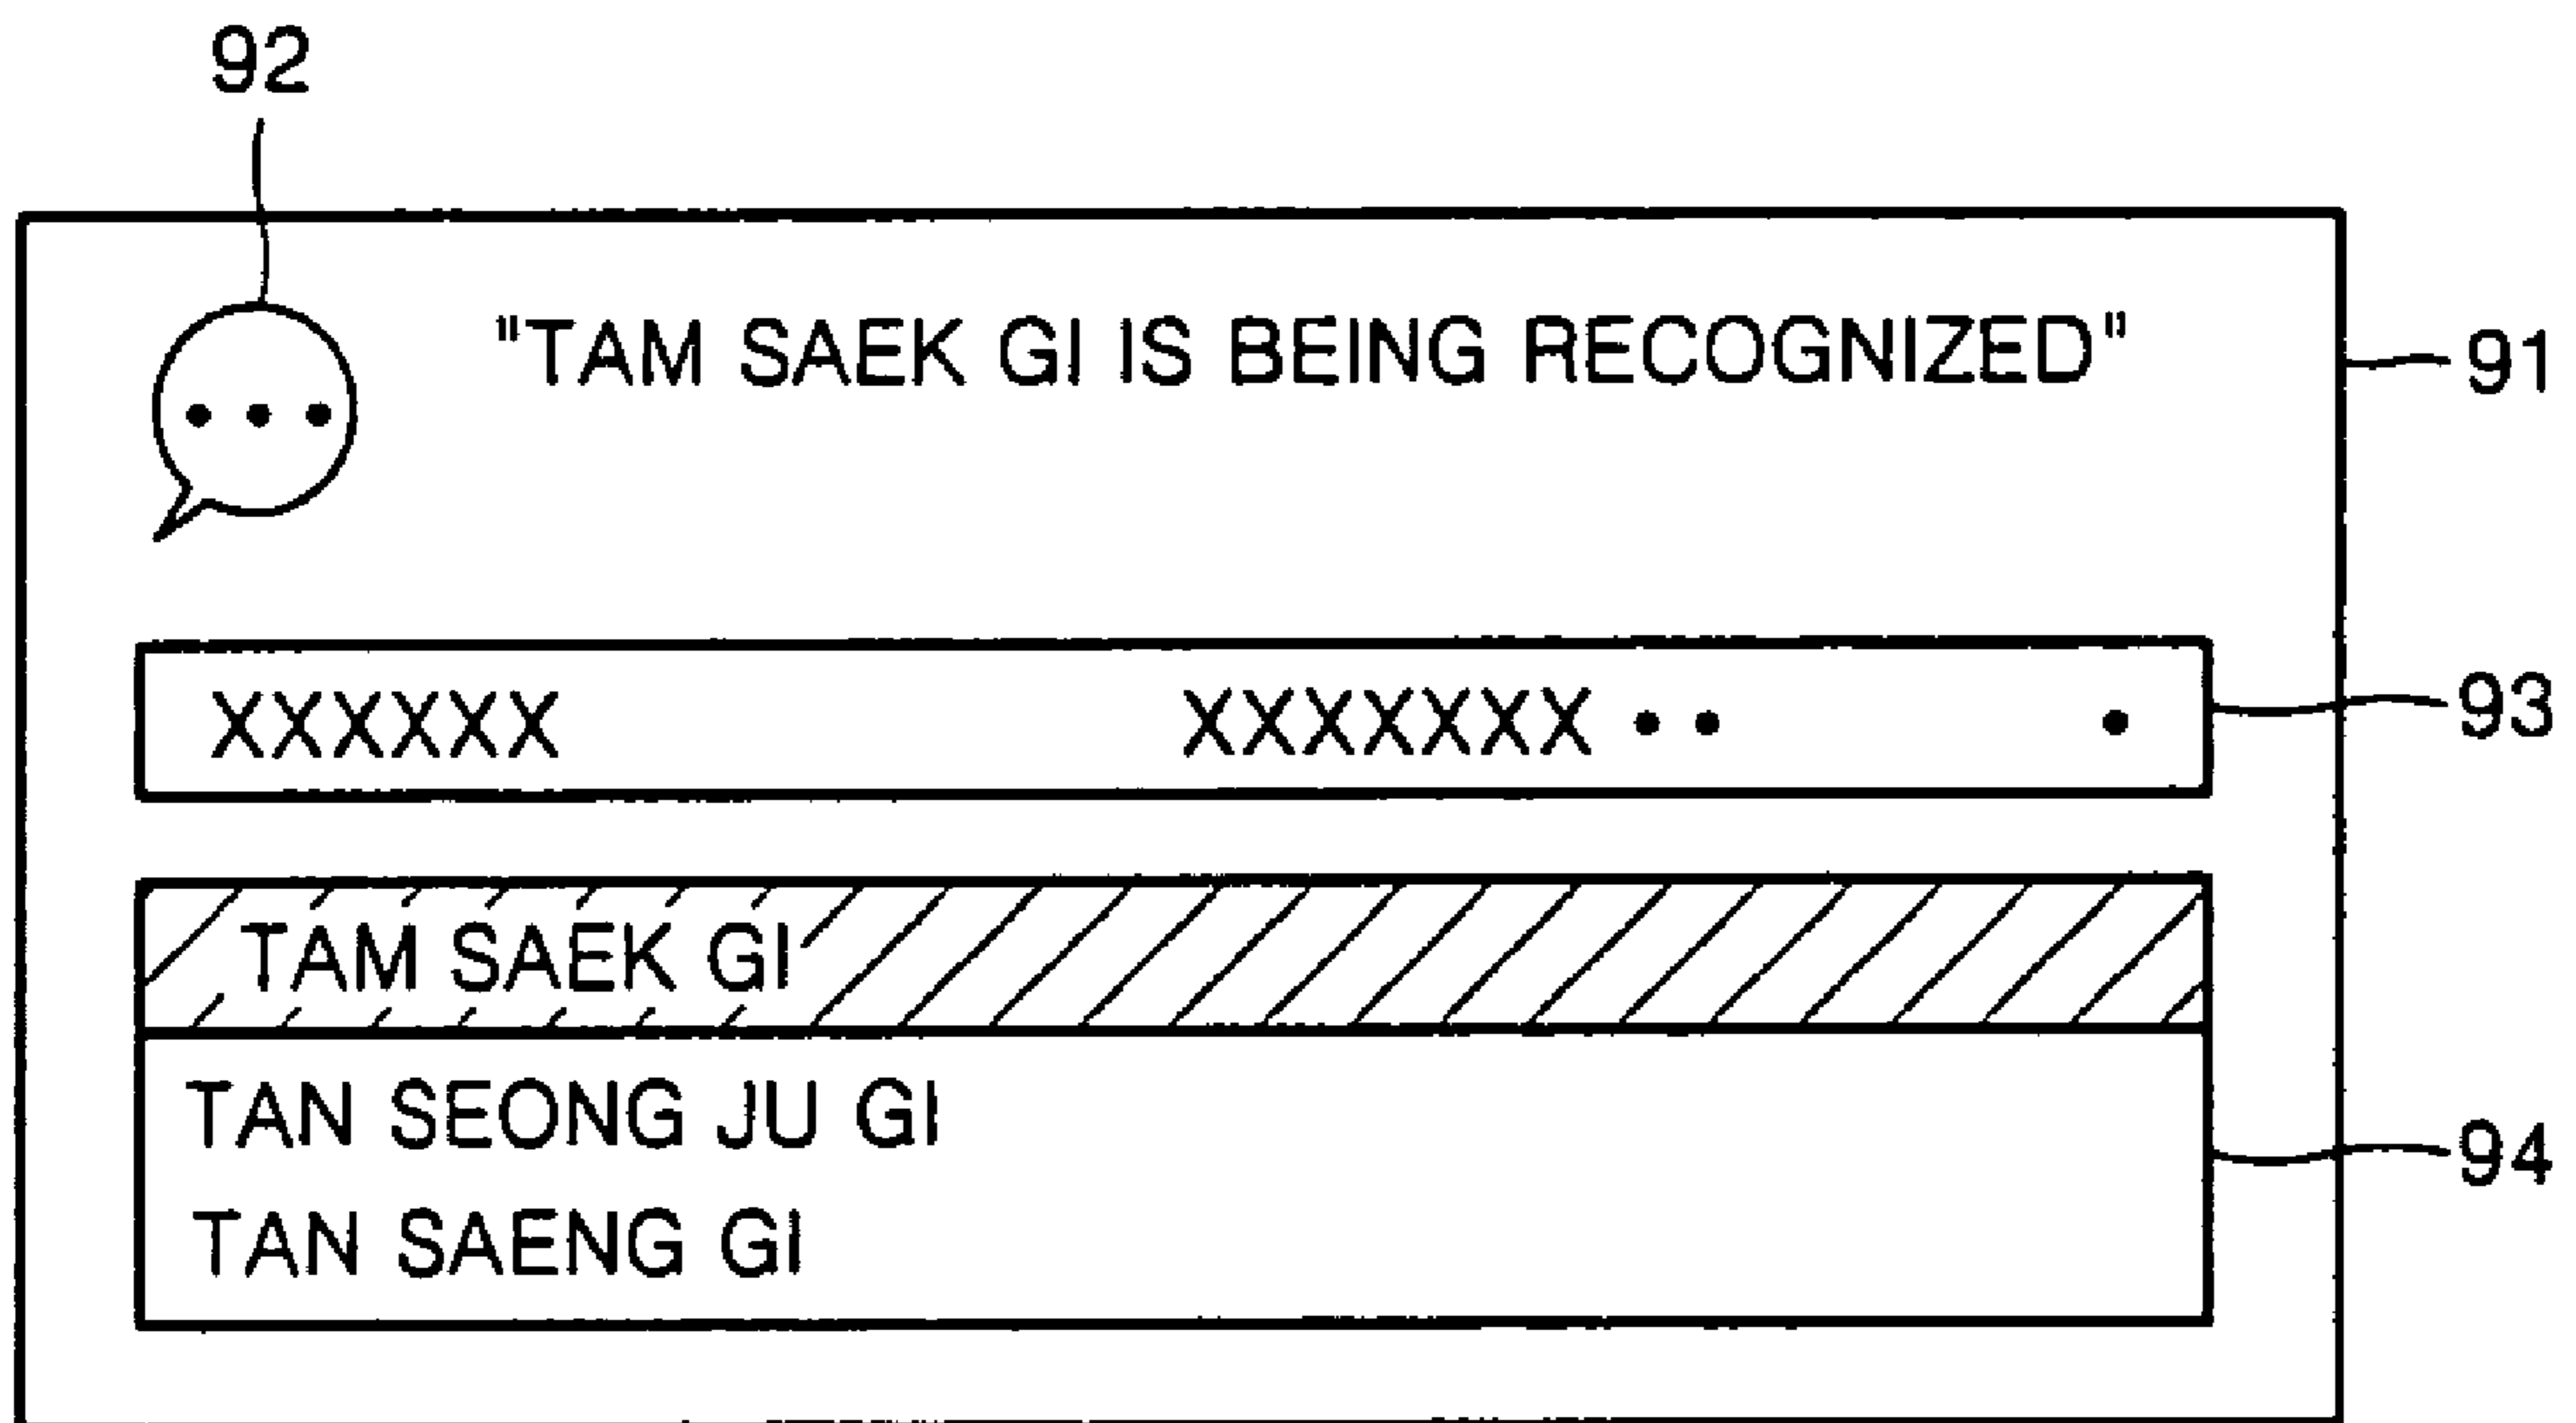 92
"TAM SAEK GI IS BEING RECOGNIZED"
91
XXXXXX XXXXXXX • • •
93
TAM SAEK GI
TAN SEONG JU GI
94
TAN SAENG GI